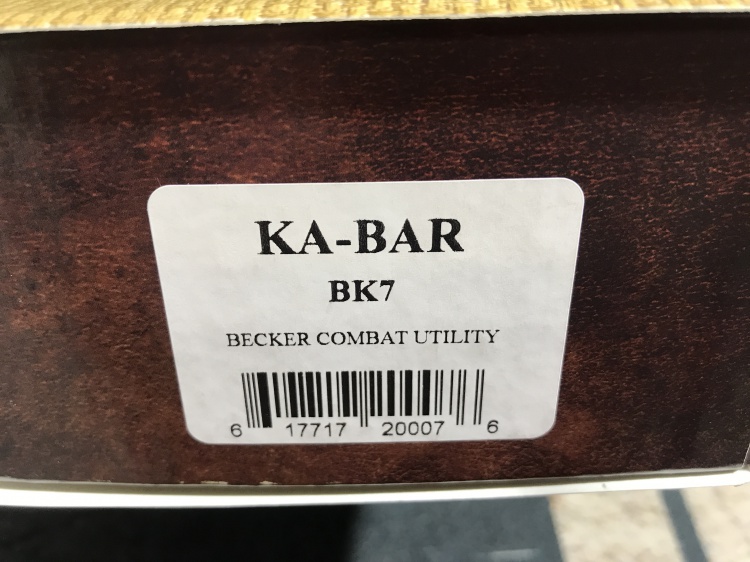 KA-BAR
BK7
BECKER COMBAT UTILITY
6 17717 20007 6